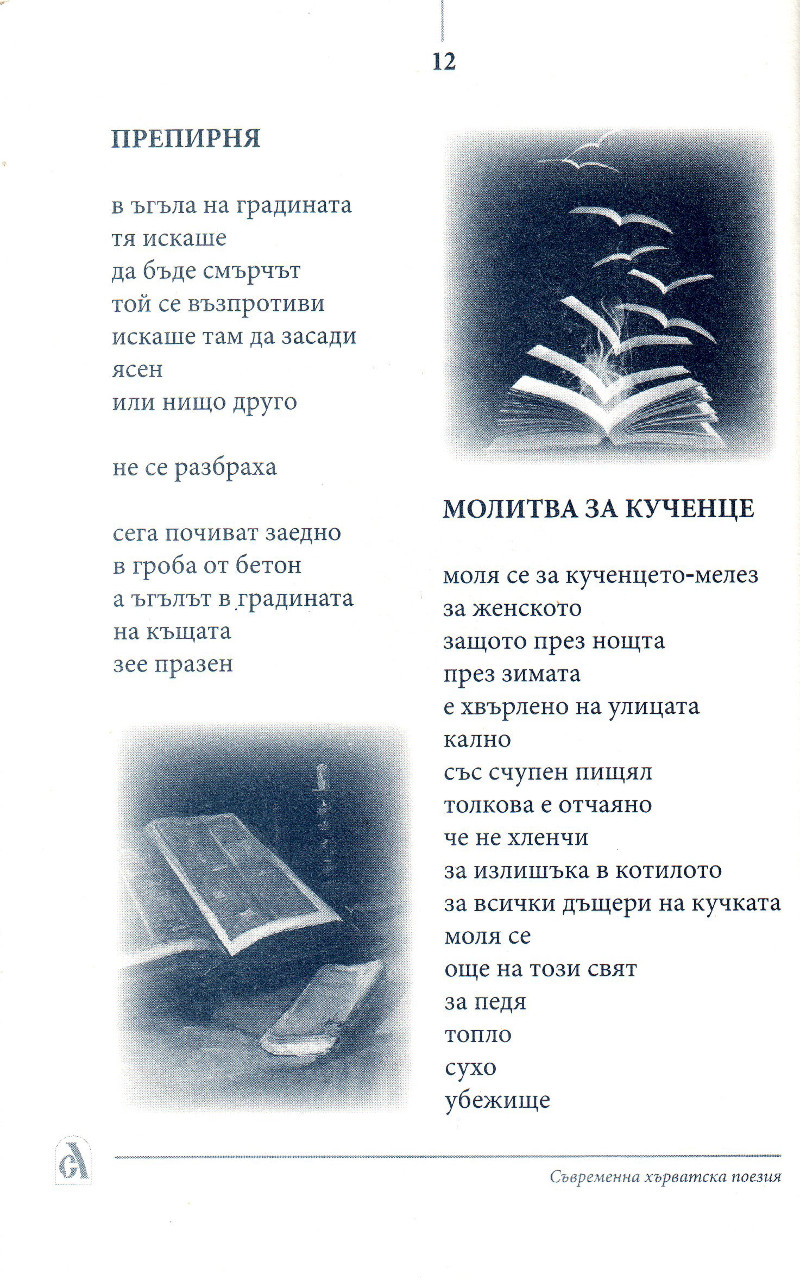 12
ПРЕПИРНЯ
в ъгъла на градината
тя искаше
да бъде смърчът
той се възпротиви
искаше там да засади
ясен
или нищо друго
не се разбраха
сега почиват заедно
в гроба от бетон
а ъгълът в градината
на къщата
зее празен
МОЛИТВА ЗА КУЧЕНЦЕ
моля се за кученцето-мелез
за женското
защото през нощта
през зимата
е хвърлено на улицата
кално
със счупен пищял
толкова е отчаяно
че не хленчи
за излишъка в котилото
за всички дъщери на кучката
моля се
още на този свят
за педя
топло
сухо
убежище
Съвременна хърватска поезия